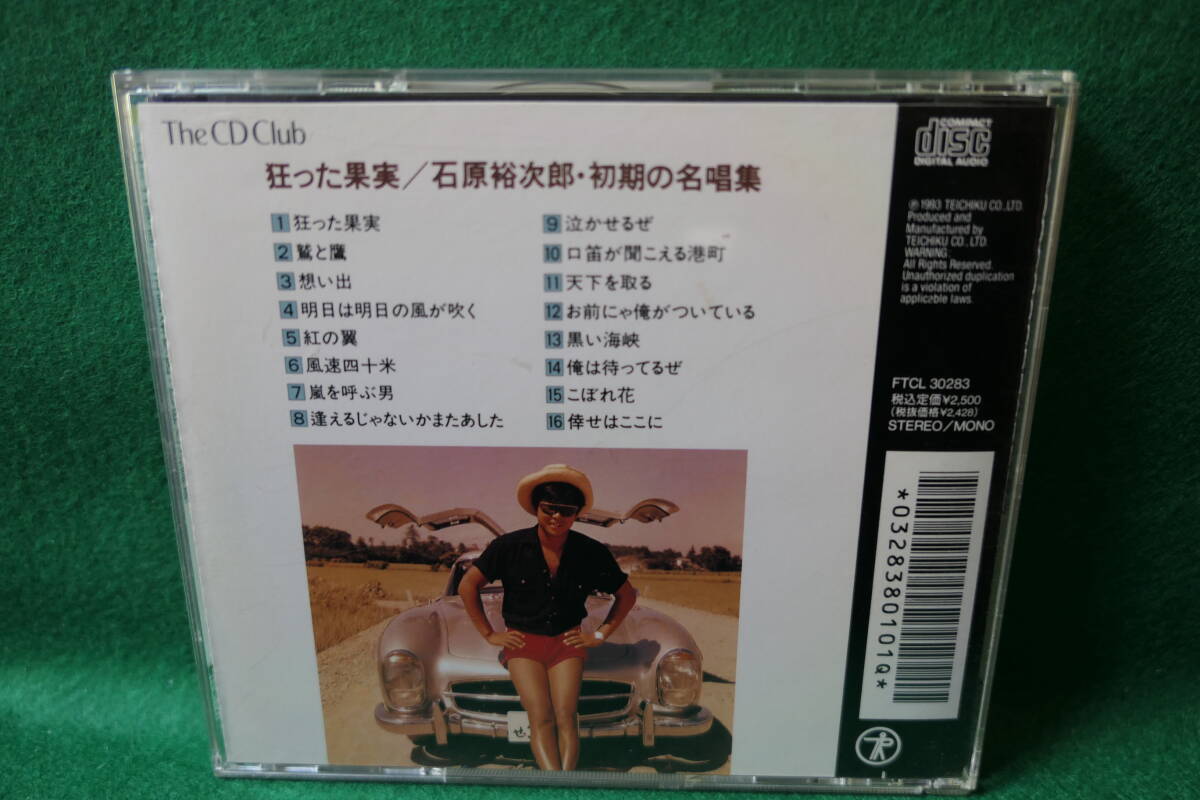 The CD Club
狂った果実／石原裕次郎・初期の名唱集
1 狂った果実
2 鷲と鷹
3 想い出
4 明日は明日の風が吹く
5 紅の翼
6 風速四十米
7 嵐を呼ぶ男
8 逢えるじゃないかまたあした
9 泣かせるぜ
10 口笛が聞こえる港町
11 天下を取る
12 お前にゃ俺がついている
13 黒い海峡
14 俺は待ってるぜ
15 こぼれ花
16 倖せはここに
COMPACT
disc
DIGITAL AUDIO
℗ 1993 TEICHIKU CO., LTD.
Produced and
Manufactured by
TEICHIKU CO., LTD.
WARNING.
All Rights Reserved.
Unauthorized duplication
is a violation of
applicable laws.
FTCL 30283
税込定価¥2,500
(税抜価格¥2,428)
STEREO/MONO
*0328380101Q*
せ